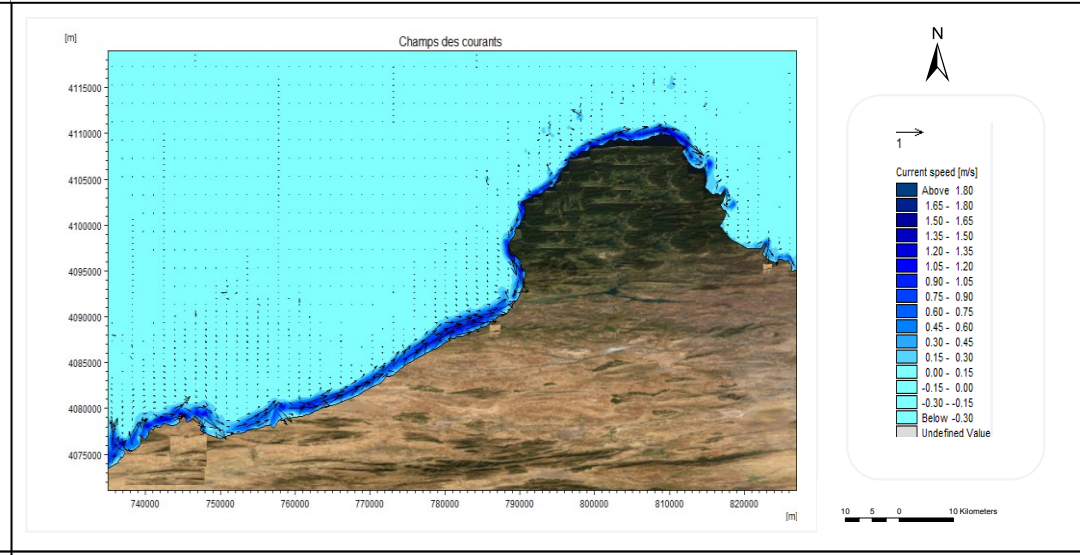 [m]
Champs des courants
4115000
4110000
4105000
4100000
4095000
4090000
4085000
4080000
4075000
740000 750000 760000 770000 780000 790000 800000 810000 820000
[m]
N
1
Current speed [m/s]
Above 1.80
1.65 - 1.80
1.50 - 1.65
1.35 - 1.50
1.20 - 1.35
1.05 - 1.20
0.90 - 1.05
0.75 - 0.90
0.60 - 0.75
0.45 - 0.60
0.30 - 0.45
0.15 - 0.30
0.00 - 0.15
-0.15 - 0.00
-0.30 - -0.15
Below -0.30
Undefined Value
10 5 0 10 Kilometers